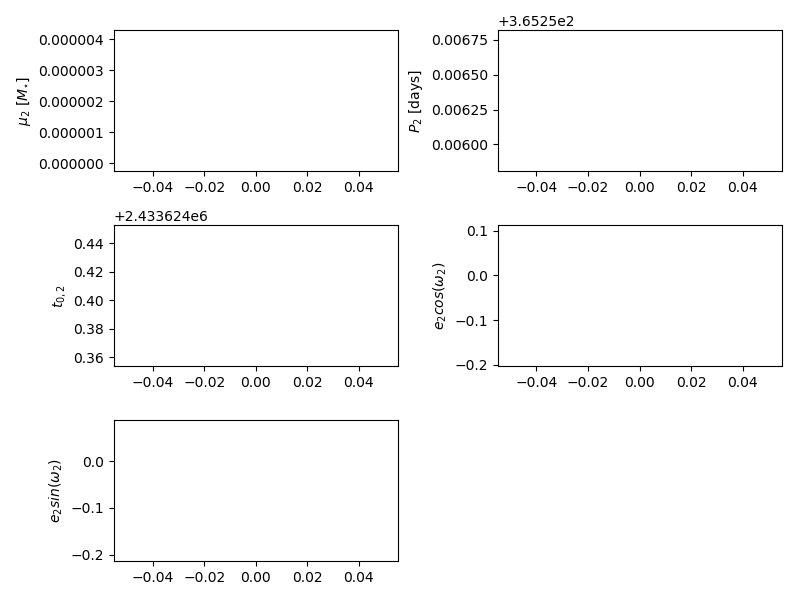 0.000004
0.000003
0.000002
0.000001
0.000000
μ₂ [M⋆]
−0.04 −0.02 0.00 0.02 0.04
+3.6525e2
0.00675
0.00650
0.00625
0.00600
P₂ [days]
−0.04 −0.02 0.00 0.02 0.04
+2.433624e6
0.44
0.42
0.40
0.38
0.36
t₀,₂
−0.04 −0.02 0.00 0.02 0.04
0.1
0.0
−0.1
−0.2
e₂cos(ω₂)
−0.04 −0.02 0.00 0.02 0.04
0.0
−0.1
−0.2
e₂sin(ω₂)
−0.04 −0.02 0.00 0.02 0.04